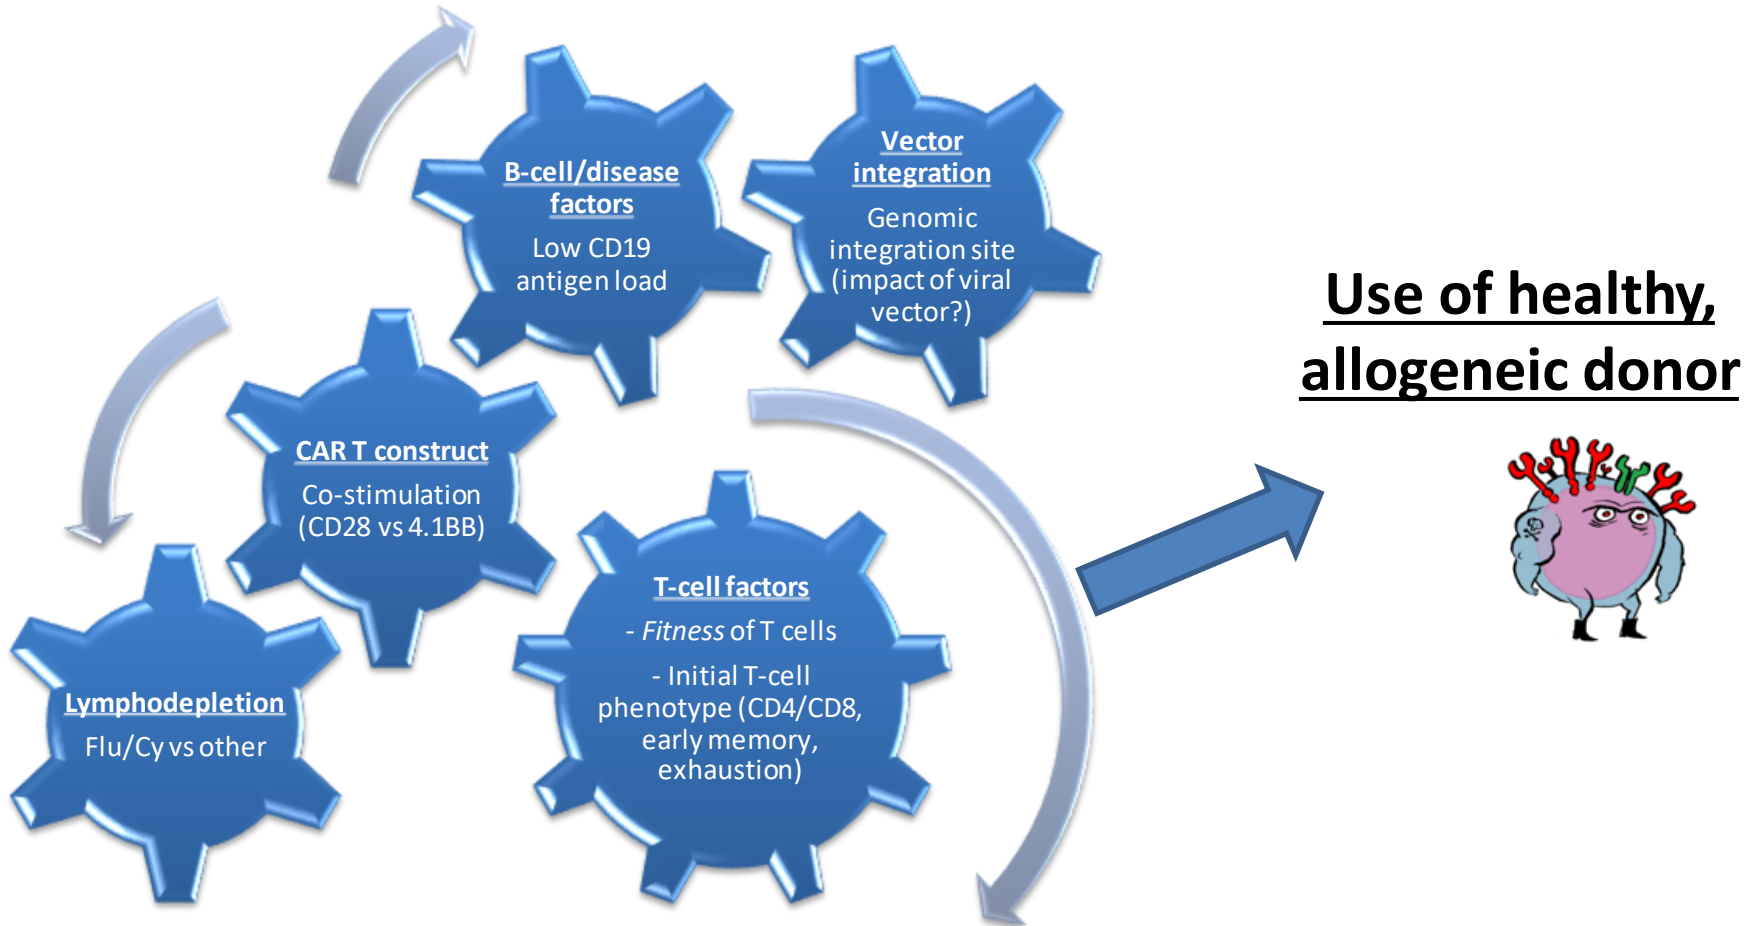 B-cell/disease
factors
Low CD19
antigen load
Vector
integration
Genomic
integration site
(impact of viral
vector?)
CAR T construct
Co-stimulation
(CD28 vs 4.1BB)
T-cell factors
- Fitness of T cells
- Initial T-cell
phenotype (CD4/CD8,
early memory,
exhaustion)
Lymphodepletion
Flu/Cy vs other
Use of healthy,
allogeneic donor